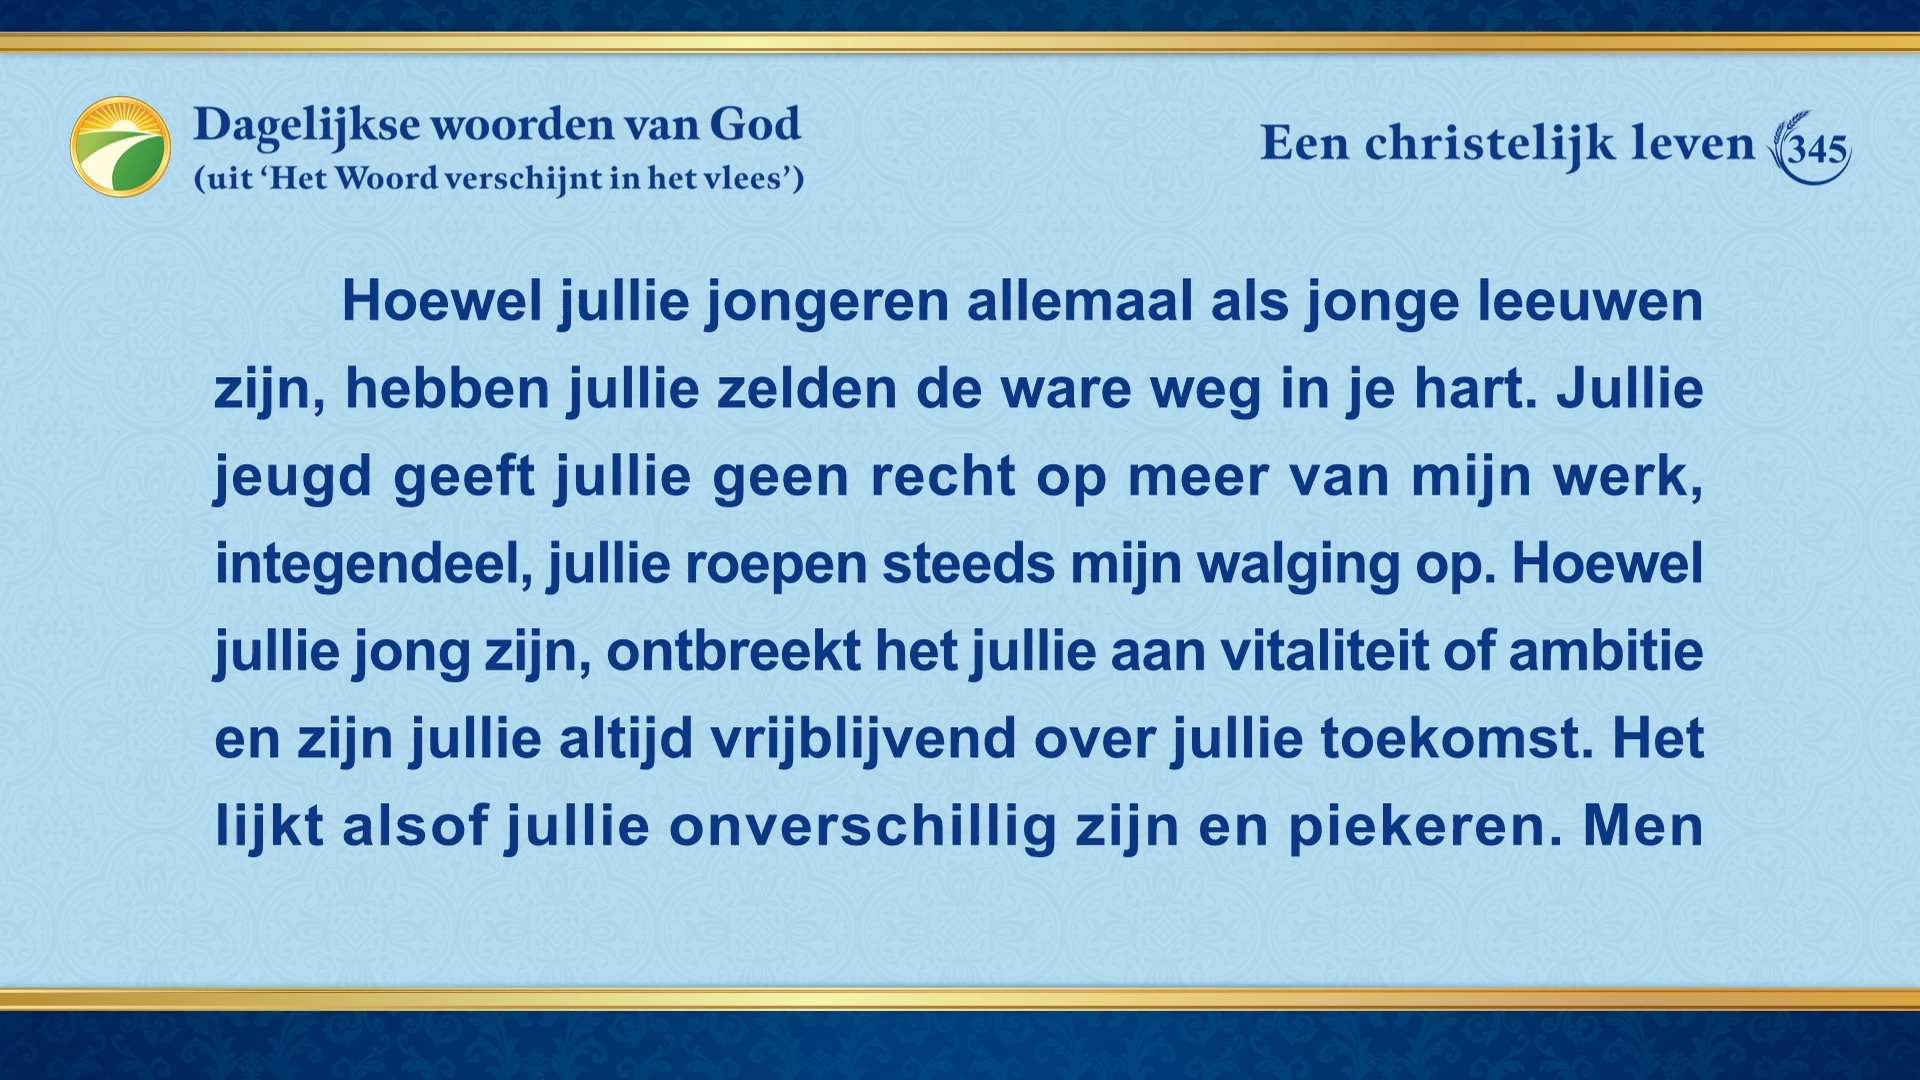 Dagelijkse woorden van God
(uit ‘Het Woord verschijnt in het vlees’)
Een christelijk leven 345
Hoewel jullie jongeren allemaal als jonge leeuwen
zijn, hebben jullie zelden de ware weg in je hart. Jullie
jeugd geeft jullie geen recht op meer van mijn werk,
integendeel, jullie roepen steeds mijn walging op. Hoewel
jullie jong zijn, ontbreekt het jullie aan vitaliteit of ambitie
en zijn jullie altijd vrijblijvend over jullie toekomst. Het
lijkt alsof jullie onverschillig zijn en piekeren. Men